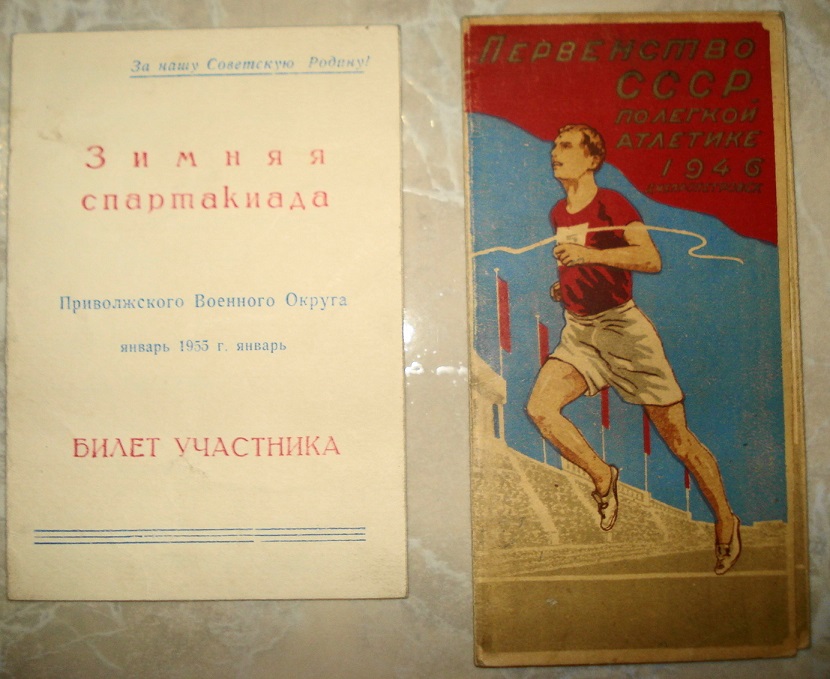 За нашу Советскую Родину!
Зимняя
спартакиада
Приволжского Военного Округа
январь 1955 г. январь
БИЛЕТ УЧАСТНИКА
ПЕРВЕНСТВО
СССР
ПО ЛЕГКОЙ
АТЛЕТИКЕ
1946